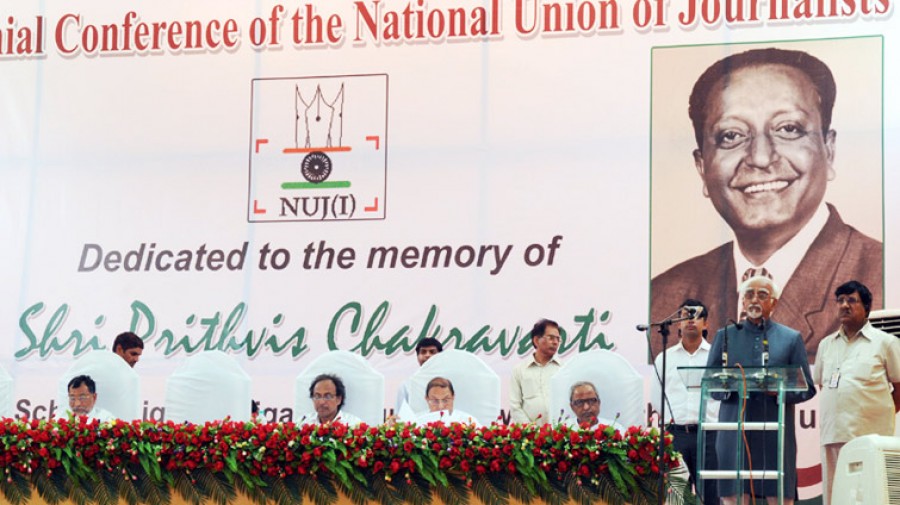 nial Conference of the National Union of Journalists
NUJ(I)
Dedicated to the memory of
Shri Prithvis Chakravarti